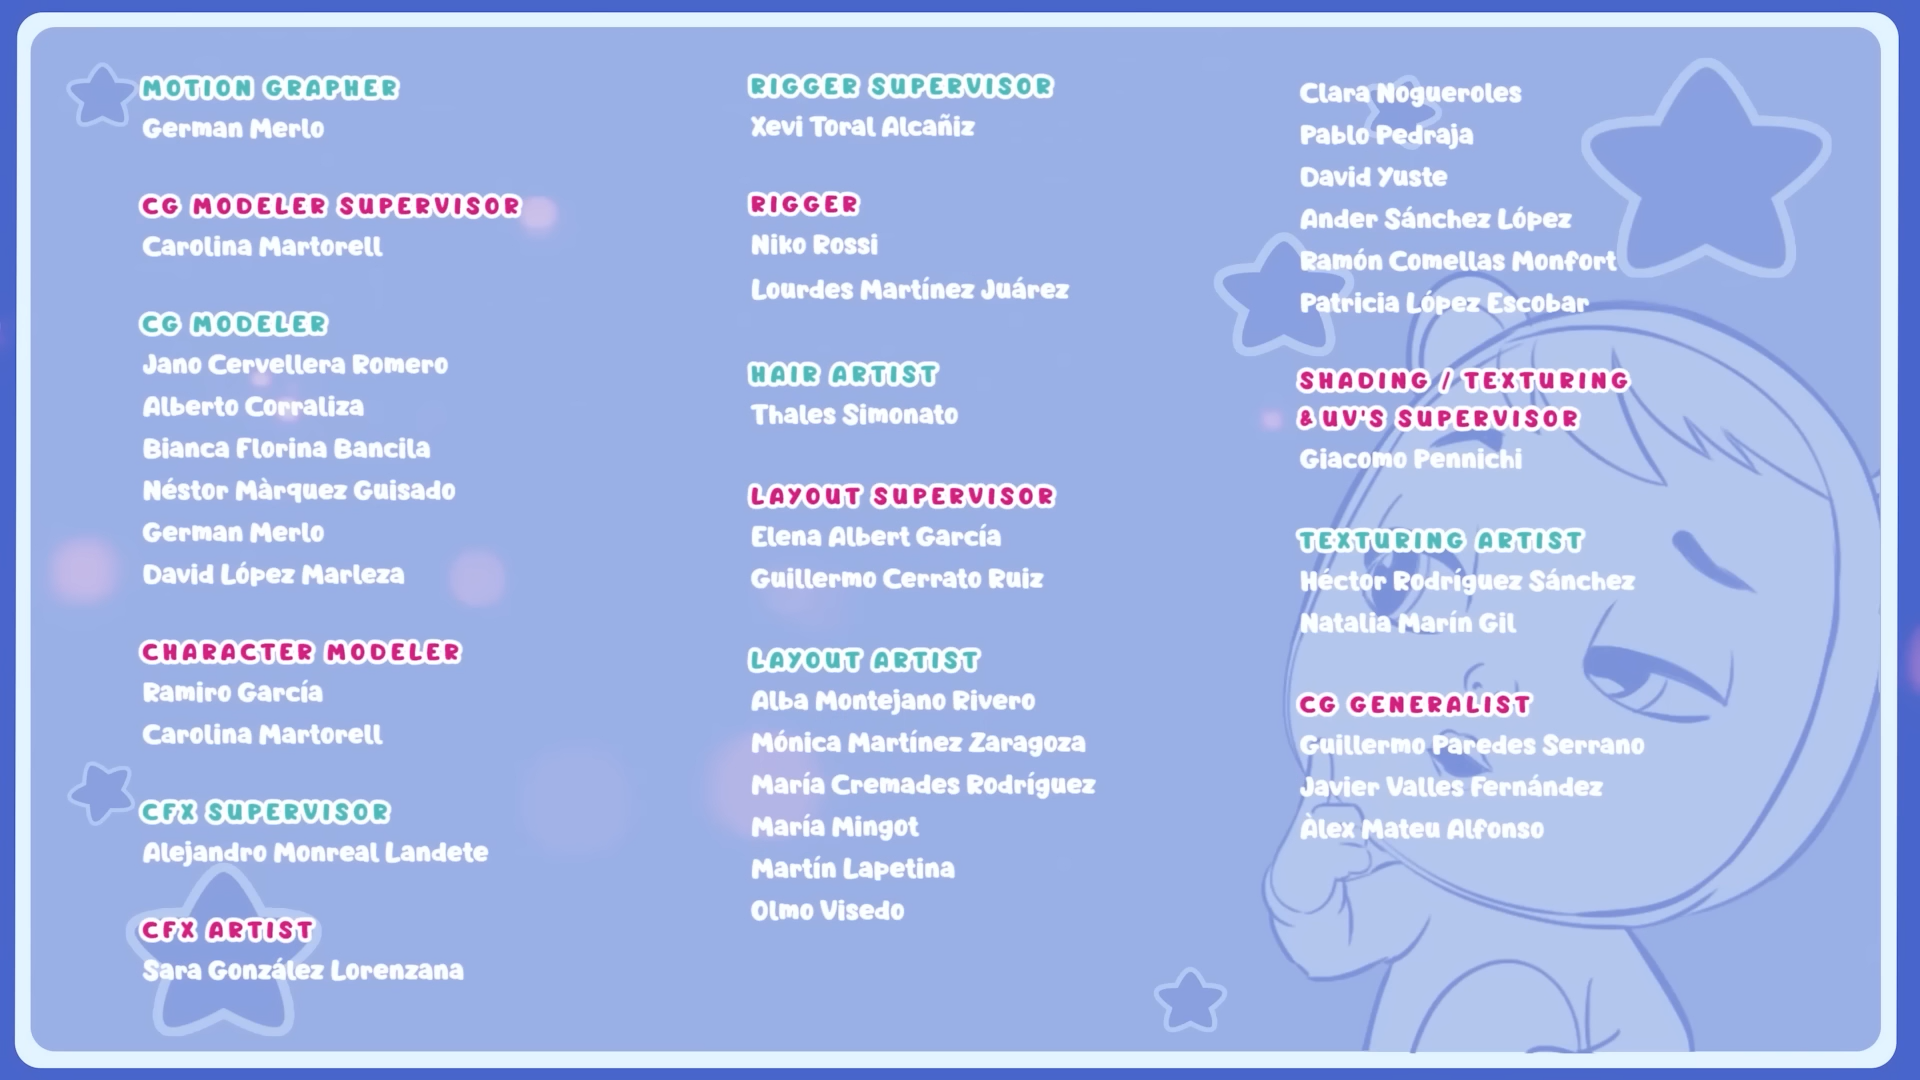 MOTION GRAPHER
German Merlo
CG MODELER SUPERVISOR
Carolina Martorell
CG MODELER
Jano Cervellera Romero
Alberto Corraliza
Bianca Florina Bancila
Néstor Màrquez Guisado
German Merlo
David López Marleza
CHARACTER MODELER
Ramiro García
Carolina Martorell
CFX SUPERVISOR
Alejandro Monreal Landete
CFX ARTIST
Sara González Lorenzana
RIGGER SUPERVISOR
Xevi Toral Alcañiz
RIGGER
Niko Rossi
Lourdes Martínez Juárez
HAIR ARTIST
Thales Simonato
LAYOUT SUPERVISOR
Elena Albert García
Guillermo Cerrato Ruiz
LAYOUT ARTIST
Alba Montejano Rivero
Mónica Martínez Zaragoza
María Cremades Rodríguez
María Mingot
Martín Lapetina
Olmo Visedo
Clara Nogueroles
Pablo Pedraja
David Yuste
Ander Sánchez López
Ramón Comellas Monfort
Patricia López Escobar
SHADING / TEXTURING
& UV'S SUPERVISOR
Giacomo Pennichi
TEXTURING ARTIST
Héctor Rodríguez Sánchez
Natalia Marín Gil
CG GENERALIST
Guillermo Paredes Serrano
Javier Valles Fernández
Àlex Mateu Alfonso